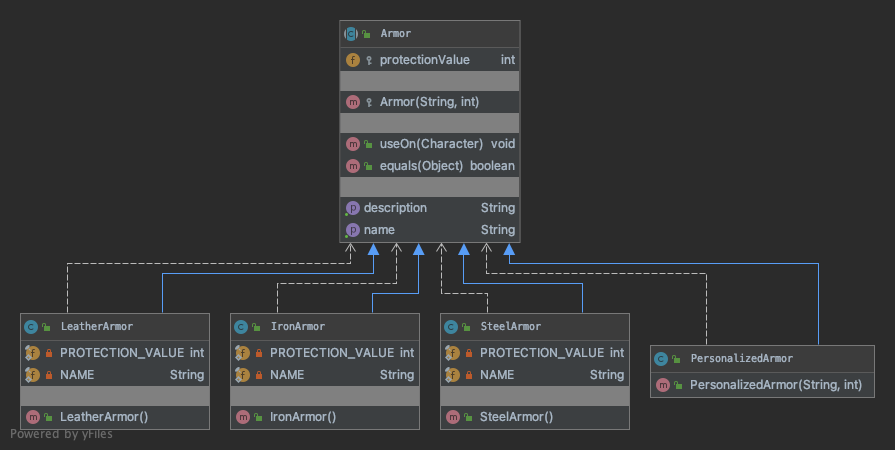 Armor
protectionValue int
Armor(String, int)
useOn(Character) void
equals(Object) boolean
description String
name String
LeatherArmor
PROTECTION_VALUE int
NAME String
LeatherArmor()
IronArmor
PROTECTION_VALUE int
NAME String
IronArmor()
SteelArmor
PROTECTION_VALUE int
NAME String
SteelArmor()
PersonalizedArmor
PersonalizedArmor(String, int)
Powered by yFiles